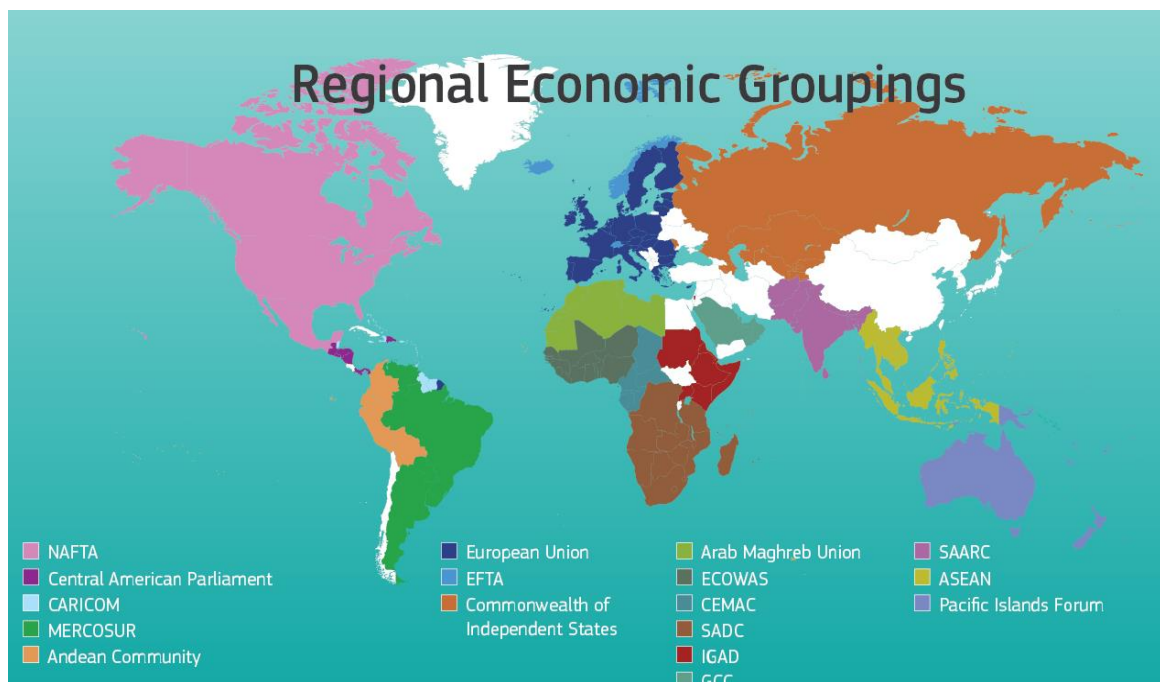 Regional Economic Groupings
NAFTA
Central American Parliament
CARICOM
MERCOSUR
Andean Community
European Union
EFTA
Commonwealth of
Independent States
Arab Maghreb Union
ECOWAS
CEMAC
SADC
IGAD
GCC
SAARC
ASEAN
Pacific Islands Forum